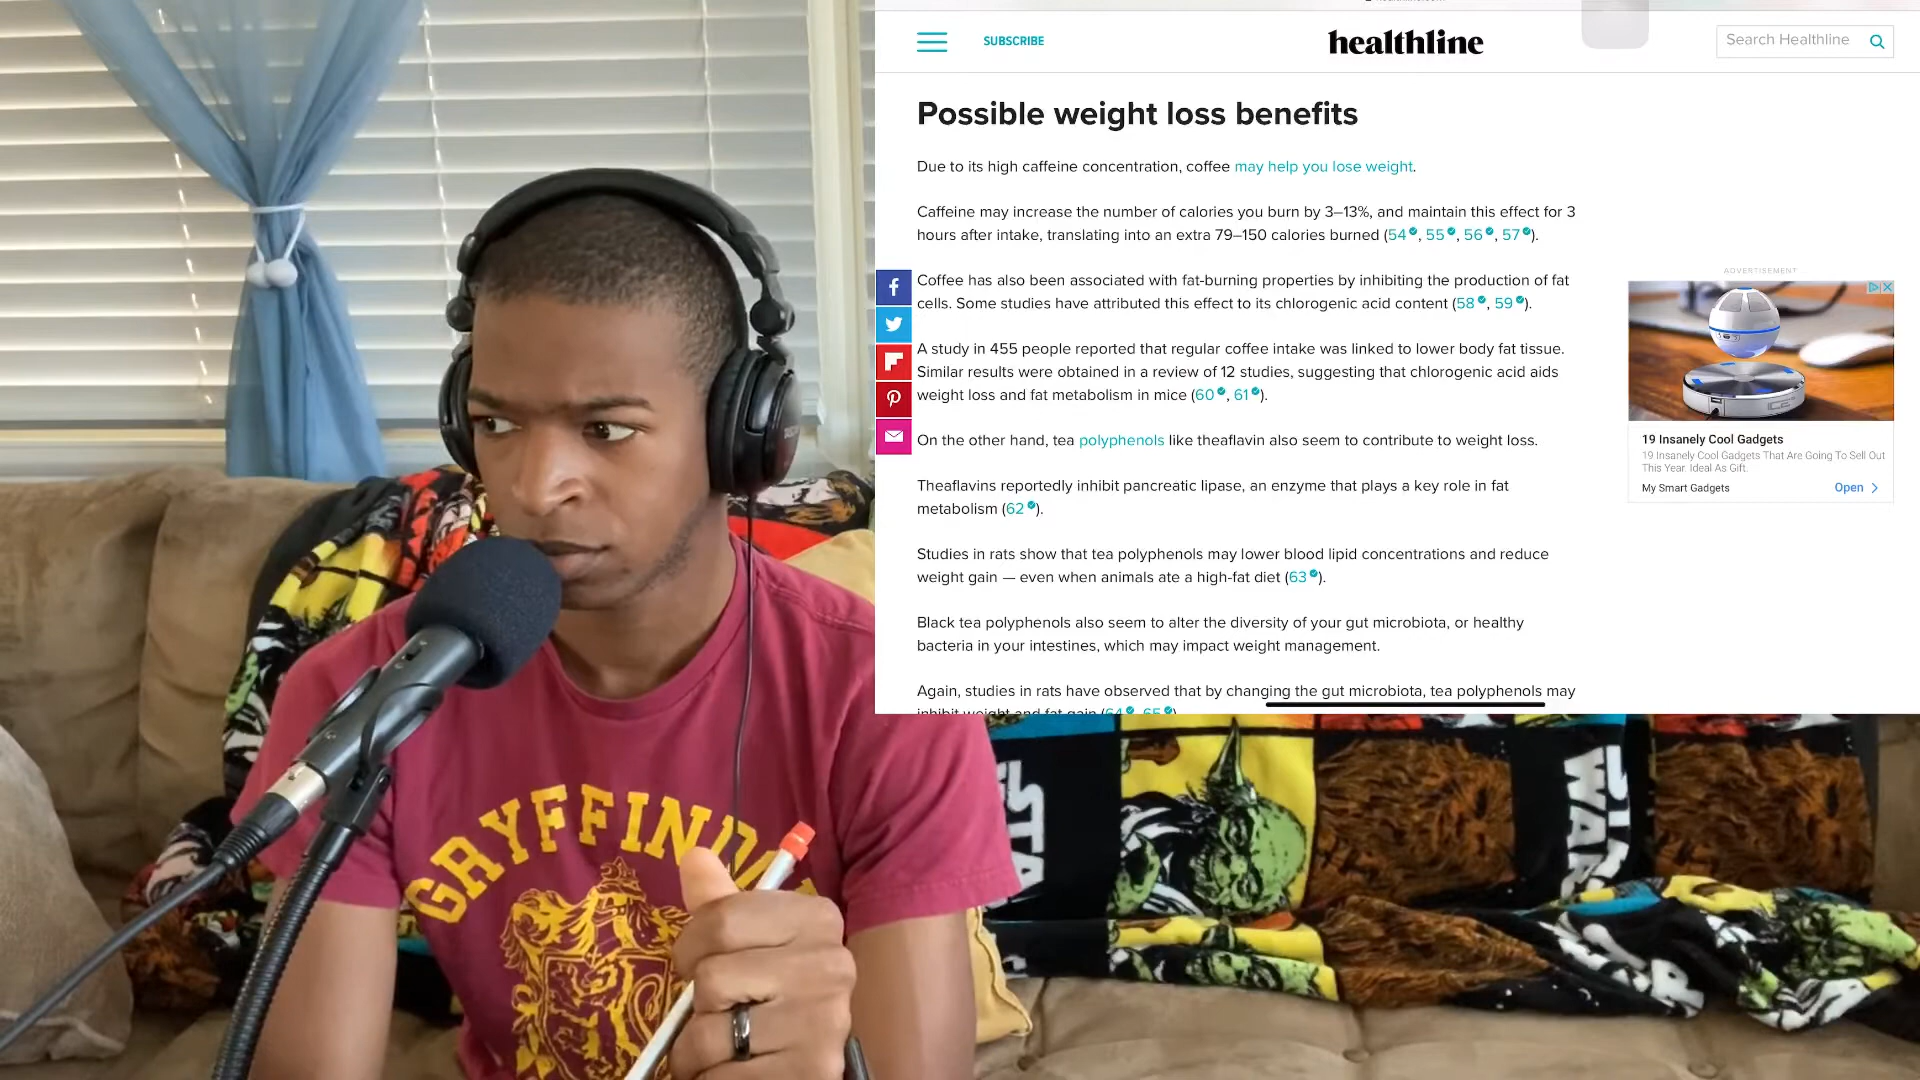 SUBSCRIBE
healthline
Search Healthline
Possible weight loss benefits
Due to its high caffeine concentration, coffee may help you lose weight.
Caffeine may increase the number of calories you burn by 3–13%, and maintain this effect for 3
hours after intake, translating into an extra 79–150 calories burned (54, 55, 56, 57).
Coffee has also been associated with fat-burning properties by inhibiting the production of fat
cells. Some studies have attributed this effect to its chlorogenic acid content (58, 59).
A study in 455 people reported that regular coffee intake was linked to lower body fat tissue.
Similar results were obtained in a review of 12 studies, suggesting that chlorogenic acid aids
weight loss and fat metabolism in mice (60, 61).
On the other hand, tea polyphenols like theaflavin also seem to contribute to weight loss.
Theaflavins reportedly inhibit pancreatic lipase, an enzyme that plays a key role in fat
metabolism (62).
Studies in rats show that tea polyphenols may lower blood lipid concentrations and reduce
weight gain — even when animals ate a high-fat diet (63).
Black tea polyphenols also seem to alter the diversity of your gut microbiota, or healthy
bacteria in your intestines, which may impact weight management.
Again, studies in rats have observed that by changing the gut microbiota, tea polyphenols may
inhibit weight and fat gain (64, 65).
ADVERTISEMENT
19 Insanely Cool Gadgets
19 Insanely Cool Gadgets That Are Going To Sell Out
This Year. Ideal As Gift.
My Smart Gadgets
Open
GRYFFINDO
STA
STAR
WARS